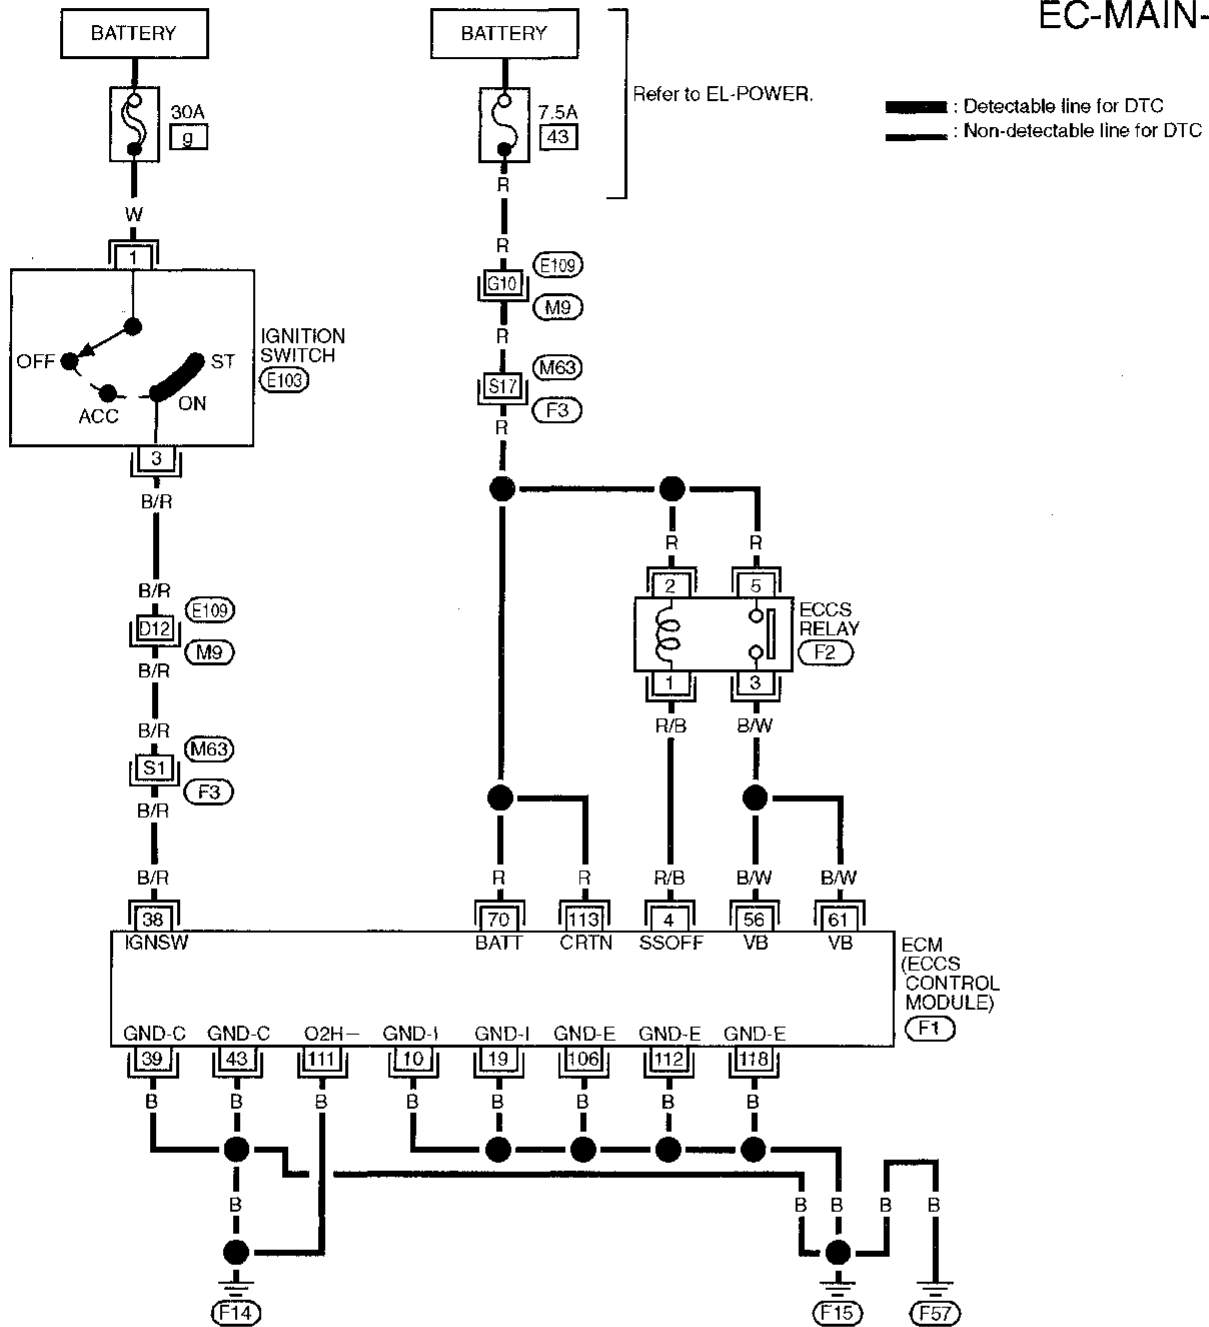 EC-MAIN-
BATTERY
BATTERY
Refer to EL-POWER.
30A
g
7.5A
43
: Detectable line for DTC
: Non-detectable line for DTC
R
W
R
1
G10
E109
M9
R
OFF
ST
ACC
ON
IGNITION
SWITCH
E103
S17
M63
F3
R
3
B/R
R
R
2
5
B/R
D12
E109
M9
B/R
ECCS
RELAY
F2
1
3
R/B
B/W
B/R
S1
M63
F3
B/R
B/R
R
R
R/B
B/W
B/W
38
70
113
4
56
61
IGNSW
BATT
CRTN
SSOFF
VB
VB
ECM
(ECCS
CONTROL
MODULE)
F1
GND-C
GND-C
O2H−
GND-I
GND-I
GND-E
GND-E
GND-E
39
43
111
10
19
106
112
118
B
B
B
B
B
B
B
B
B
B
B
B
B
F14
F15
F57